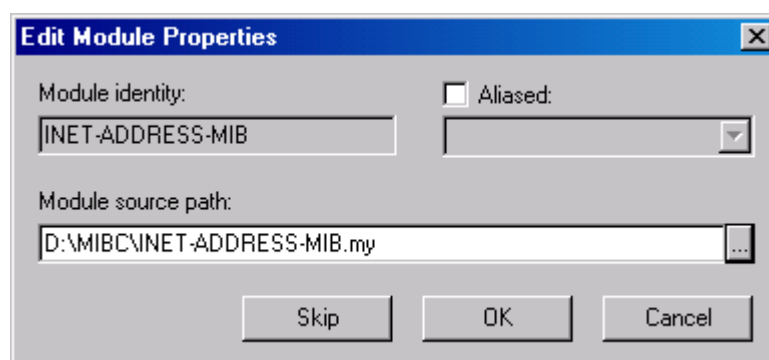 Edit Module Properties
Module identity:
Aliased:
INET-ADDRESS-MIB
Module source path:
D:\MIBC\INET-ADDRESS-MIB.my
...
Skip
OK
Cancel